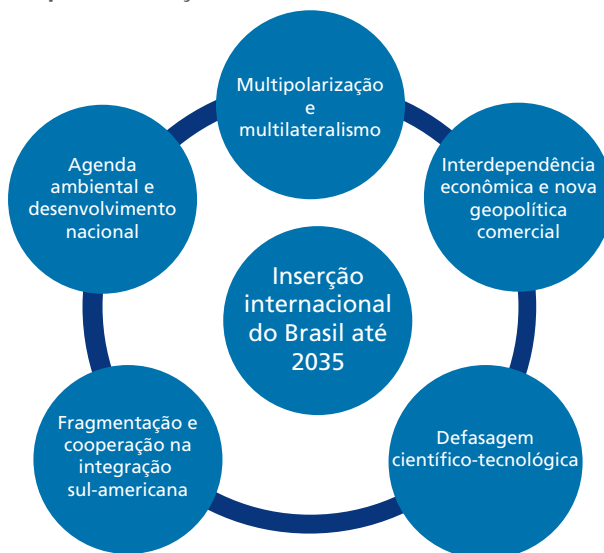 Multipolarização
e
multilateralismo
Interdependência
econômica e nova
geopolítica
comercial
Defasagem
científico-tecnológica
Fragmentação e
cooperação na
integração
sul-americana
Agenda
ambiental e
desenvolvimento
nacional
Inserção
internacional
do Brasil até
2035